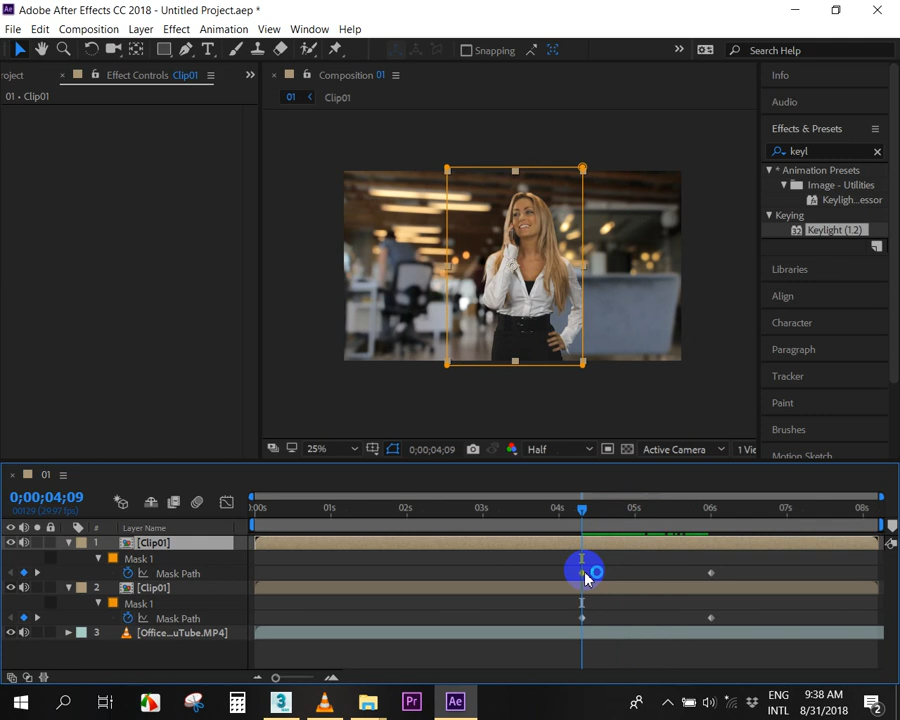 Adobe After Effects CC 2018 - Untitled Project.aep *
File Edit Composition Layer Effect Animation View Window Help
Snapping
Search Help
roject
Effect Controls Clip01
Composition 01
01 • Clip01
01
Clip01
Info
Audio
Effects & Presets
keyl
* Animation Presets
Image - Utilities
Keyligh...essor
Keying
Keylight (1.2)
Libraries
Align
Character
Paragraph
Tracker
Paint
Brushes
Motion Sketch
25%
0;00;04;09
Half
Active Camera
1 Vie
01
0;00;04;09
00129 (29.97 fps)
0:00s 01s 02s 03s 04s 05s 06s 07s 08s
# Layer Name
1 [Clip01]
Mask 1
Mask Path
2 [Clip01]
Mask 1
Mask Path
3 [Office...uTube.MP4]
ENG
INTL
9:38 AM
8/31/2018
2